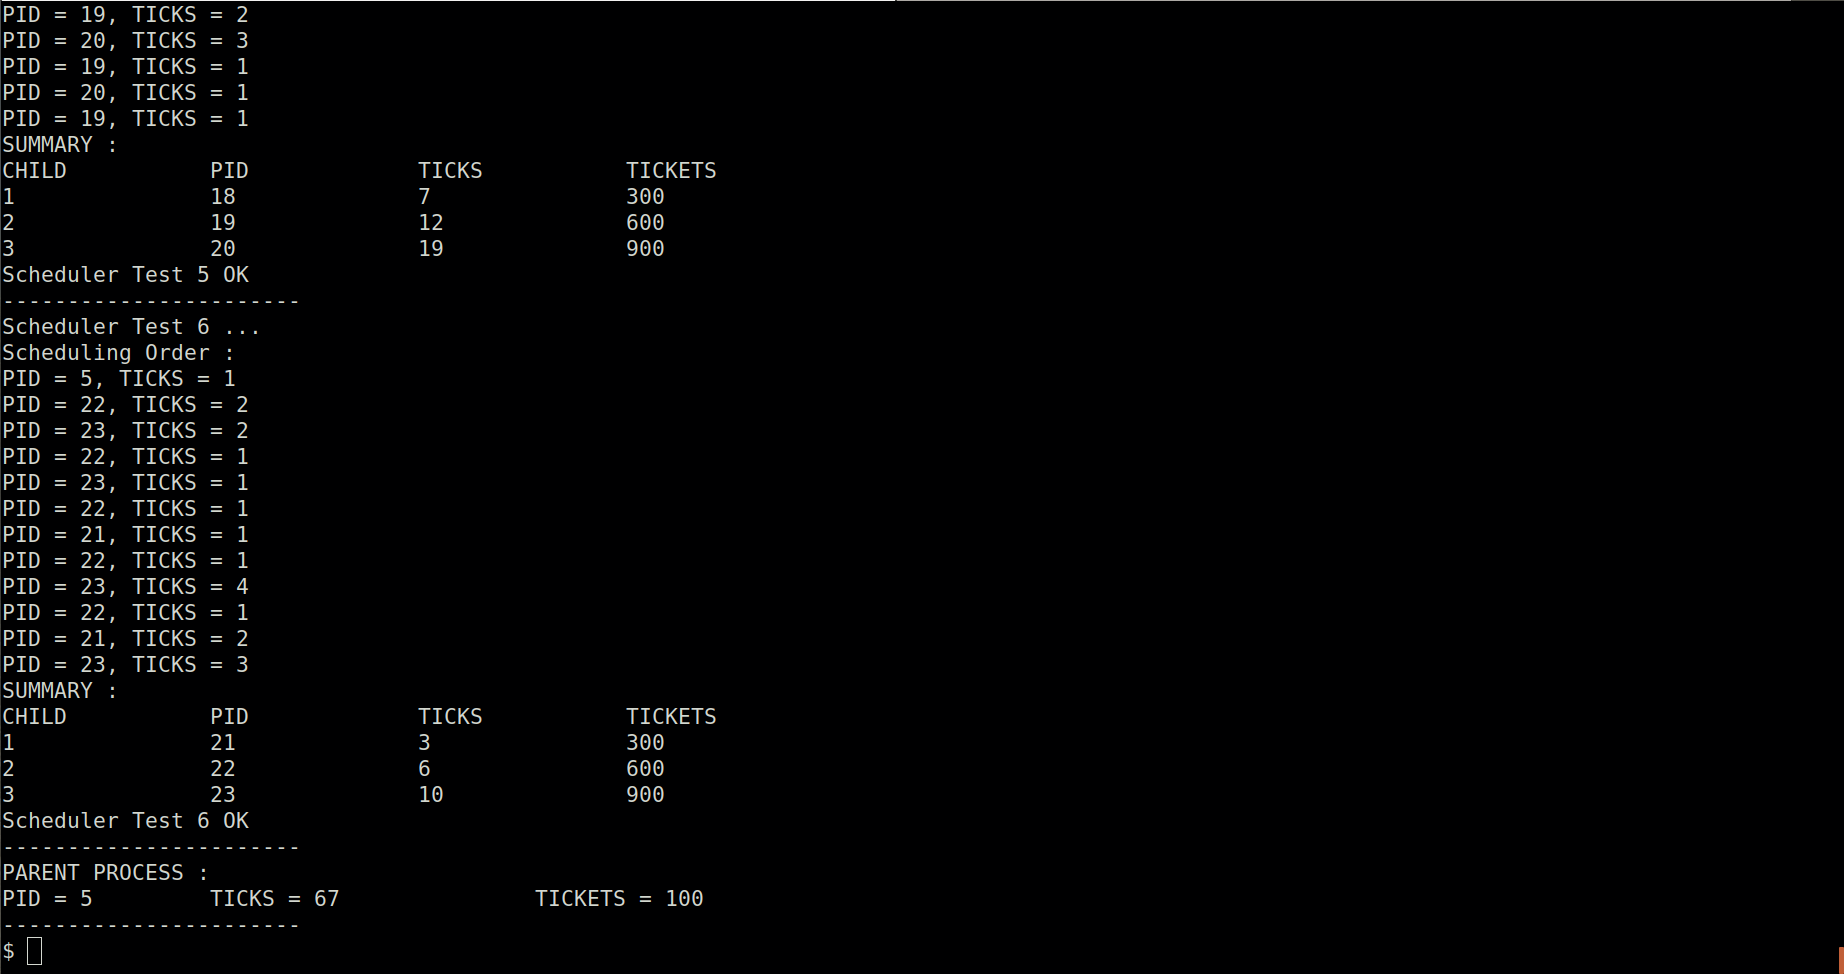 PID = 19, TICKS = 2
PID = 20, TICKS = 3
PID = 19, TICKS = 1
PID = 20, TICKS = 1
PID = 19, TICKS = 1
SUMMARY :
CHILD PID TICKS TICKETS
1 18 7 300
2 19 12 600
3 20 19 900
Scheduler Test 5 OK
-----------------------
Scheduler Test 6 ...
Scheduling Order :
PID = 5, TICKS = 1
PID = 22, TICKS = 2
PID = 23, TICKS = 2
PID = 22, TICKS = 1
PID = 23, TICKS = 1
PID = 22, TICKS = 1
PID = 21, TICKS = 1
PID = 22, TICKS = 1
PID = 23, TICKS = 4
PID = 22, TICKS = 1
PID = 21, TICKS = 2
PID = 23, TICKS = 3
SUMMARY :
CHILD PID TICKS TICKETS
1 21 3 300
2 22 6 600
3 23 10 900
Scheduler Test 6 OK
-----------------------
PARENT PROCESS :
PID = 5 TICKS = 67 TICKETS = 100
-----------------------
$